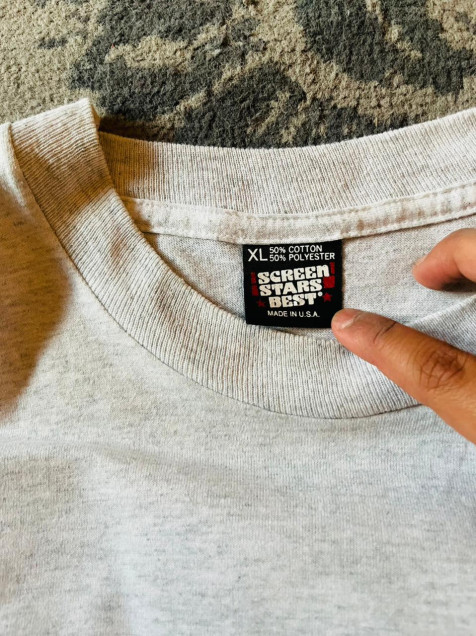 XL 50% COTTON
50% POLYESTER
SCREEN
STARS
BEST®
MADE IN U.S.A.